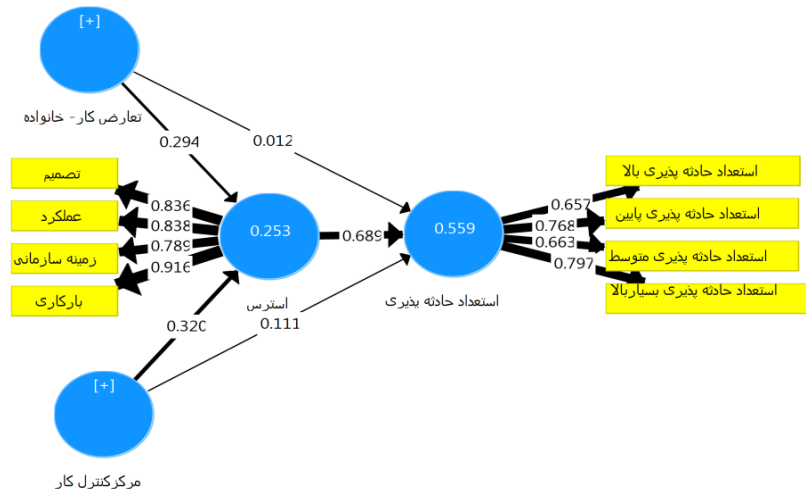 [+]
تعارض کار- خانواده
0.294
0.012
تصمیم
عملکرد
زمینه سازمانی
بارکاری
0.836
0.838
0.789
0.916
0.253
استرس
0.689
0.559
استعداد حادثه پذیری
0.657
0.768
0.663
0.797
استعداد حادثه پذیری بالا
استعداد حادثه پذیری پایین
استعداد حادثه پذیری متوسط
استعداد حادثه پذیری بسیاربالا
0.320
0.111
[+]
مرکزکنترل کار